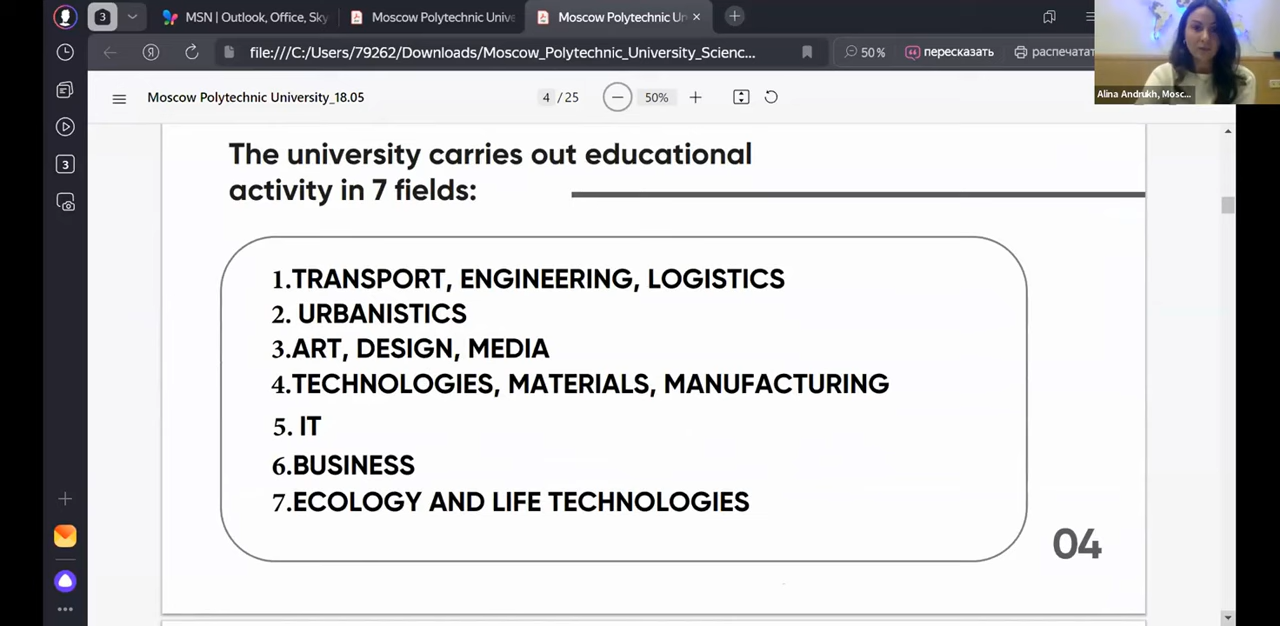 3
MSN | Outlook, Office, Sky
Moscow Polytechnic Unive
Moscow Polytechnic Un
file:///C:/Users/79262/Downloads/Moscow_Polytechnic_University_Scienc...
50%
пересказать
распечатат
Alina Andrukh, Mosc...
Moscow Polytechnic University_18.05
4 / 25
50%
3
The university carries out educational
activity in 7 fields:
1.TRANSPORT, ENGINEERING, LOGISTICS
2. URBANISTICS
3.ART, DESIGN, MEDIA
4.TECHNOLOGIES, MATERIALS, MANUFACTURING
5. IT
6.BUSINESS
7.ECOLOGY AND LIFE TECHNOLOGIES
04